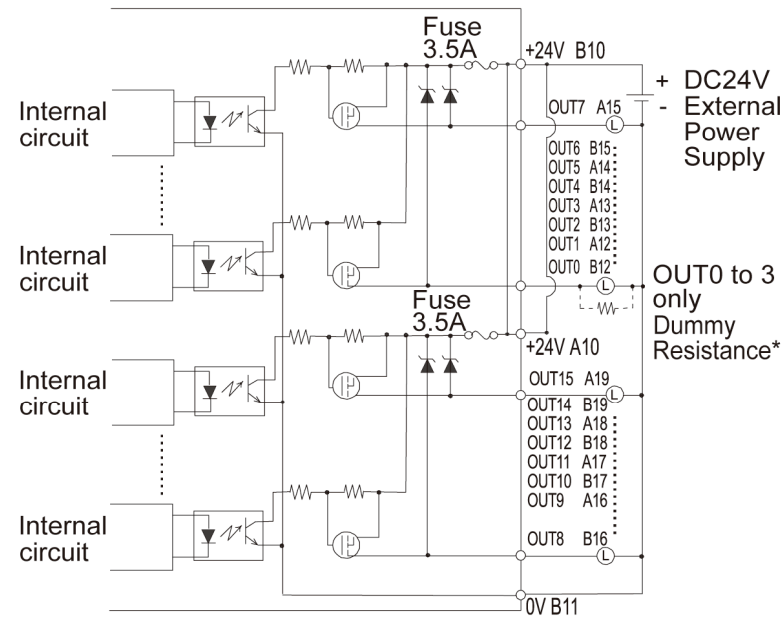 Fuse
3.5A
+24V B10
+ DC24V
- External
Power
Supply
Internal
circuit
OUT7 A15
L
OUT6 B15
OUT5 A14
OUT4 B14
OUT3 A13
OUT2 B13
OUT1 A12
OUT0 B12
L
Internal
circuit
OUT0 to 3
only
Dummy
Resistance*
Fuse
3.5A
+24V A10
Internal
circuit
OUT15 A19
L
OUT14 B19
OUT13 A18
OUT12 B18
OUT11 A17
OUT10 B17
OUT9 A16
OUT8 B16
L
Internal
circuit
0V B11